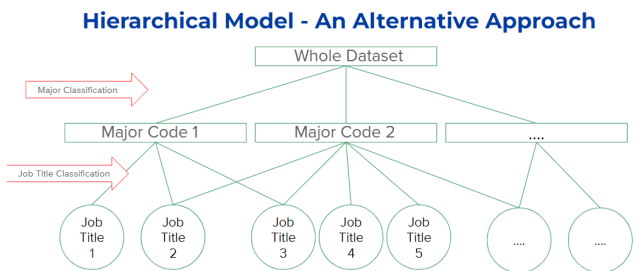 Hierarchical Model - An Alternative Approach
Whole Dataset
Major Classification
Major Code 1
Major Code 2
....
Job Title Classification
Job
Title
1
Job
Title
2
Job
Title
3
Job
Title
4
Job
Title
5
....
....